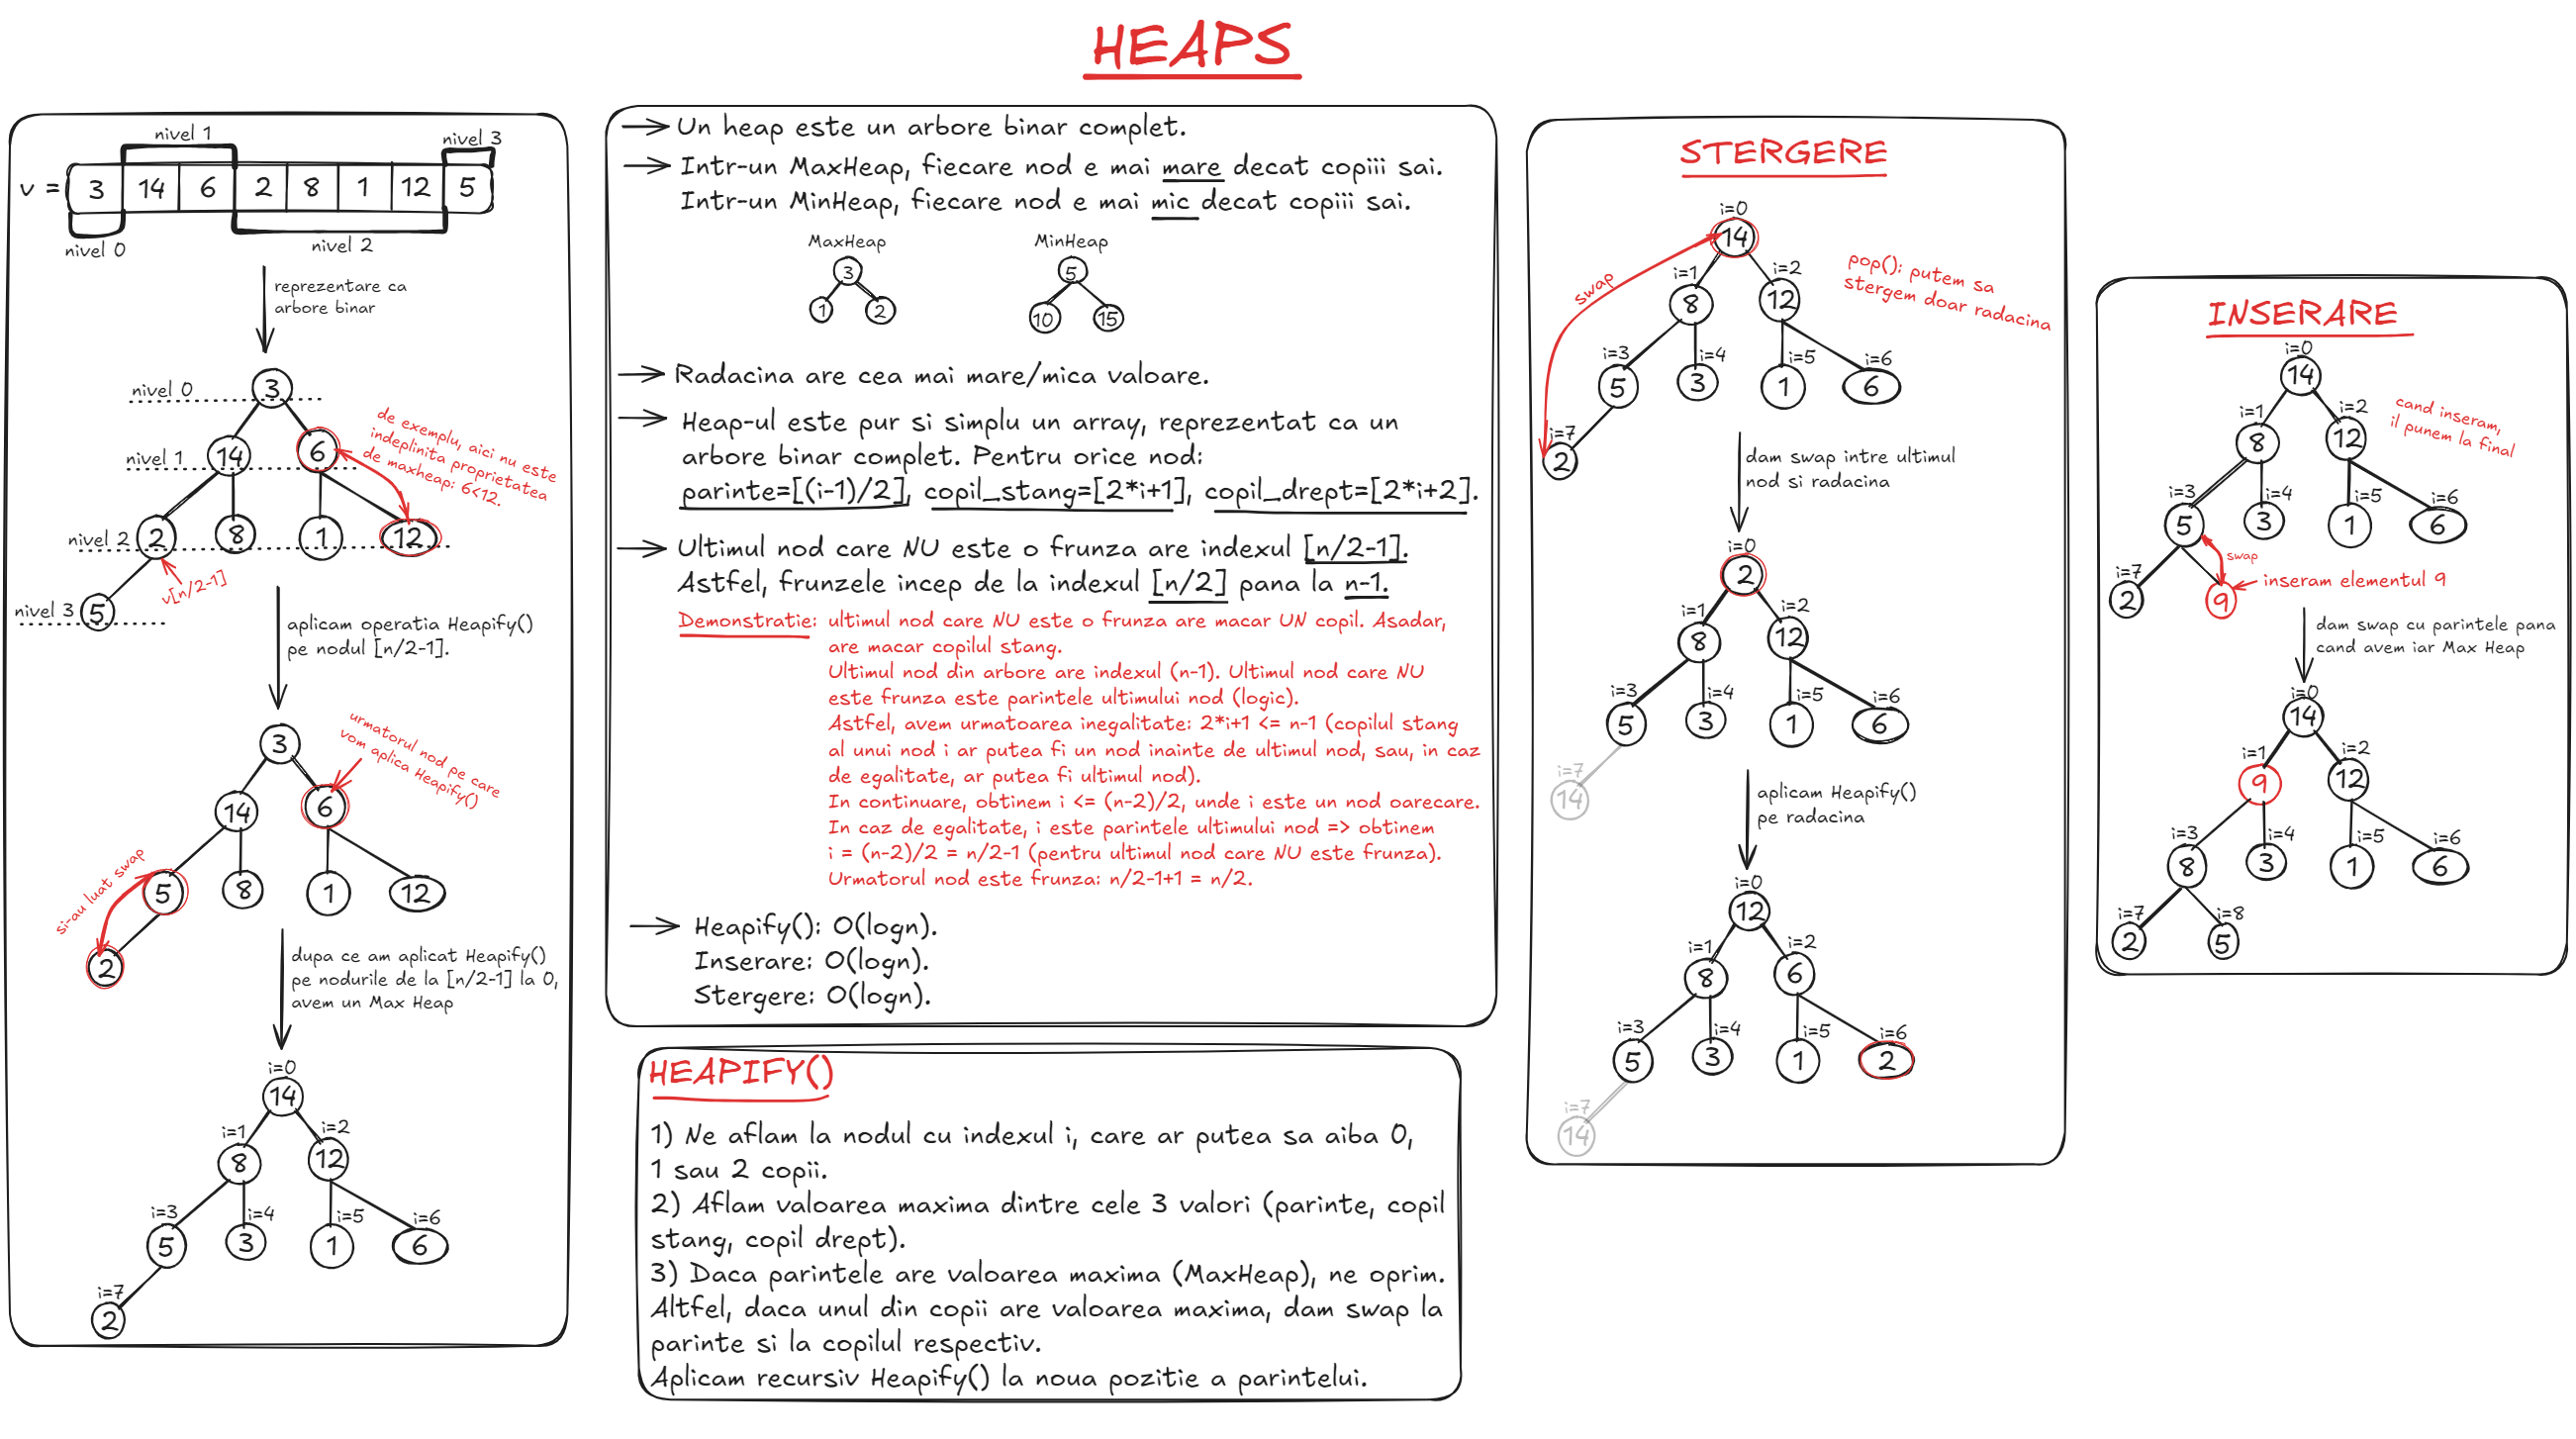 HEAPS
nivel 1
nivel 3
v = 3 14 6 2 8 1 12 5
nivel 0
nivel 2
reprezentare ca
arbore binar
nivel 0
3
de exemplu, aici nu este
indeplinita proprietatea
de maxheap: 6<12.
nivel 1
14
6
nivel 2
2
8
1
12
v[n/2-1]
nivel 3
5
aplicam operatia Heapify()
pe nodul [n/2-1].
urmatorul nod pe care
vom aplica Heapify()
3
14
6
si-au luat swap
5
8
1
12
2
dupa ce am aplicat Heapify()
pe nodurile de la [n/2-1] la 0,
avem un Max Heap
i=0
14
i=1
i=2
8
12
i=3
i=4
i=5
i=6
5
3
1
6
i=7
2
Un heap este un arbore binar complet.
Intr-un MaxHeap, fiecare nod e mai mare decat copiii sai.
Intr-un MinHeap, fiecare nod e mai mic decat copiii sai.
MaxHeap
3
1
2
MinHeap
5
10
15
Radacina are cea mai mare/mica valoare.
Heap-ul este pur si simplu un array, reprezentat ca un
arbore binar complet. Pentru orice nod:
parinte=[(i-1)/2], copil_stang=[2*i+1], copil_drept=[2*i+2].
Ultimul nod care NU este o frunza are indexul [n/2-1].
Astfel, frunzele incep de la indexul [n/2] pana la n-1.
Demonstratie: ultimul nod care NU este o frunza are macar UN copil. Asadar,
are macar copilul stang.
Ultimul nod din arbore are indexul (n-1). Ultimul nod care NU
este frunza este parintele ultimului nod (logic).
Astfel, avem urmatoarea inegalitate: 2*i+1 <= n-1 (copilul stang
al unui nod i ar putea fi un nod inainte de ultimul nod, sau, in caz
de egalitate, ar putea fi ultimul nod).
In continuare, obtinem i <= (n-2)/2, unde i este un nod oarecare.
In caz de egalitate, i este parintele ultimului nod => obtinem
i = (n-2)/2 = n/2-1 (pentru ultimul nod care NU este frunza).
Urmatorul nod este frunza: n/2-1+1 = n/2.
Heapify(): O(logn).
Inserare: O(logn).
Stergere: O(logn).
HEAPIFY()
1) Ne aflam la nodul cu indexul i, care ar putea sa aiba 0,
1 sau 2 copii.
2) Aflam valoarea maxima dintre cele 3 valori (parinte, copil
stang, copil drept).
3) Daca parintele are valoarea maxima (MaxHeap), ne oprim.
Altfel, daca unul din copii are valoarea maxima, dam swap la
parinte si la copilul respectiv.
Aplicam recursiv Heapify() la noua pozitie a parintelui.
STERGERE
i=0
14
swap
pop(): putem sa
stergem doar radacina
i=1
i=2
8
12
i=3
i=4
i=5
i=6
5
3
1
6
i=7
2
dam swap intre ultimul
nod si radacina
i=0
2
i=1
i=2
8
12
i=3
i=4
i=5
i=6
5
3
1
6
i=7
14
aplicam Heapify()
pe radacina
i=0
12
i=1
i=2
8
6
i=3
i=4
i=5
i=6
5
3
1
2
i=7
14
INSERARE
i=0
14
cand inseram,
il punem la final
i=1
i=2
8
12
i=3
i=4
i=5
i=6
5
3
1
6
swap
i=7
2
9
inseram elementul 9
dam swap cu parintele pana
cand avem iar Max Heap
i=0
14
i=1
i=2
9
12
i=3
i=4
i=5
i=6
8
3
1
6
i=7
i=8
2
5